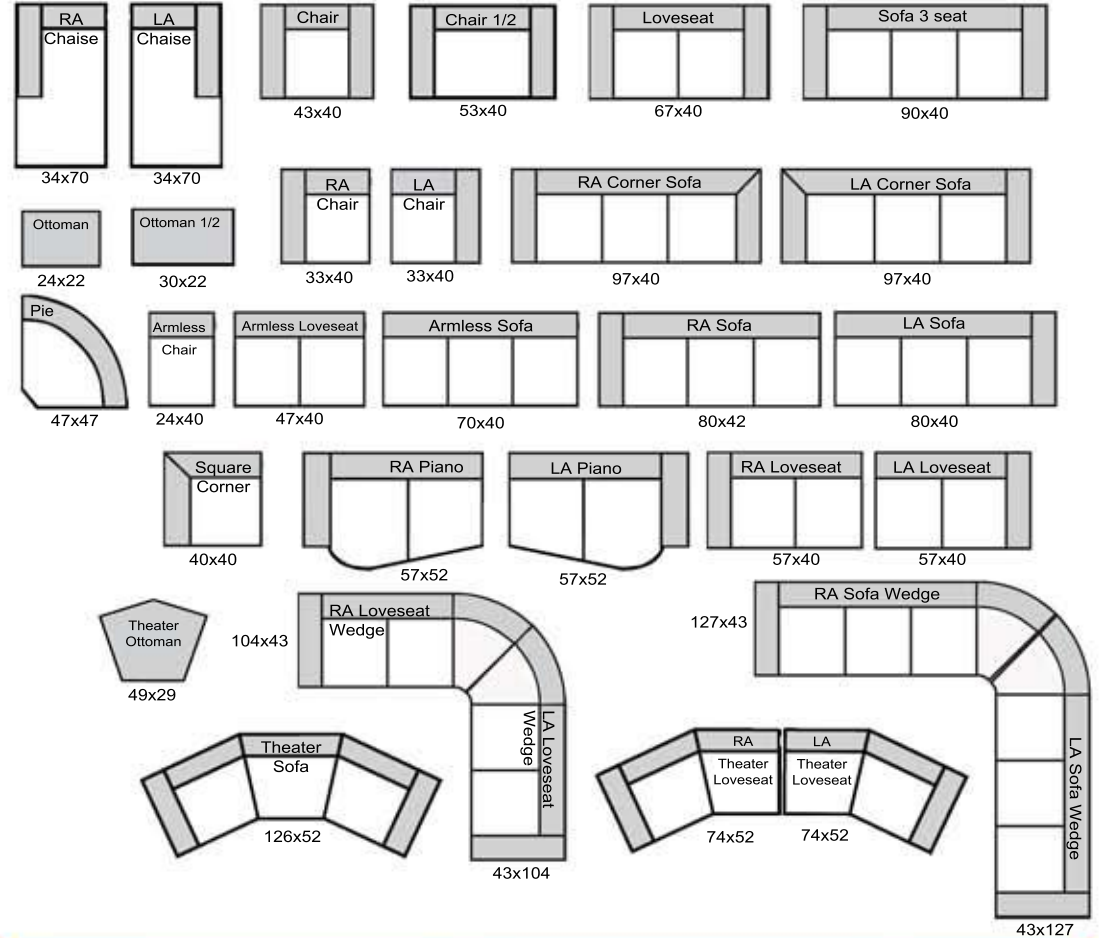 RA
Chaise
34x70
LA
Chaise
34x70
Chair
43x40
Chair 1/2
53x40
Loveseat
67x40
Sofa 3 seat
90x40
Ottoman
24x22
Ottoman 1/2
30x22
RA
Chair
33x40
LA
Chair
33x40
RA Corner Sofa
97x40
LA Corner Sofa
97x40
Pie
47x47
Armless
Chair
24x40
Armless Loveseat
47x40
Armless Sofa
70x40
RA Sofa
80x42
LA Sofa
80x40
Square
Corner
40x40
RA Piano
57x52
LA Piano
57x52
RA Loveseat
57x40
LA Loveseat
57x40
Theater
Ottoman
49x29
104x43
RA Loveseat
Wedge
LA Loveseat
Wedge
43x104
127x43
RA Sofa Wedge
LA Sofa Wedge
43x127
Theater
Sofa
126x52
RA
Theater
Loveseat
74x52
LA
Theater
Loveseat
74x52